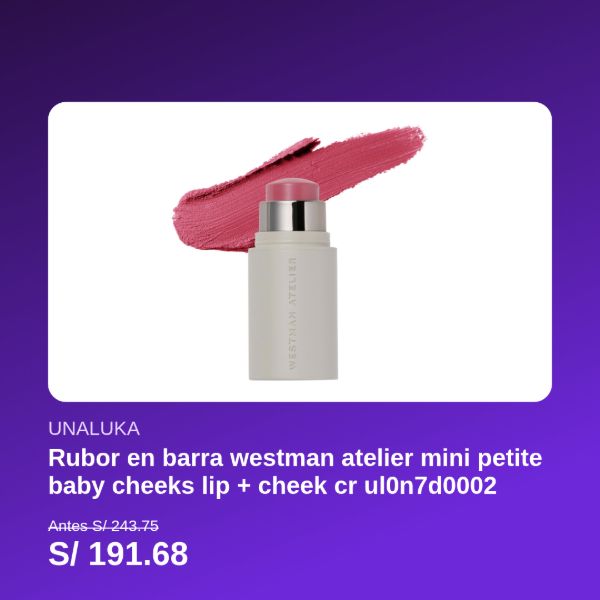 WESTMAN ATELIER
UNALUKA
Rubor en barra westman atelier mini petite
baby cheeks lip + cheek cr ul0n7d0002
Antes S/ 243.75
S/ 191.68